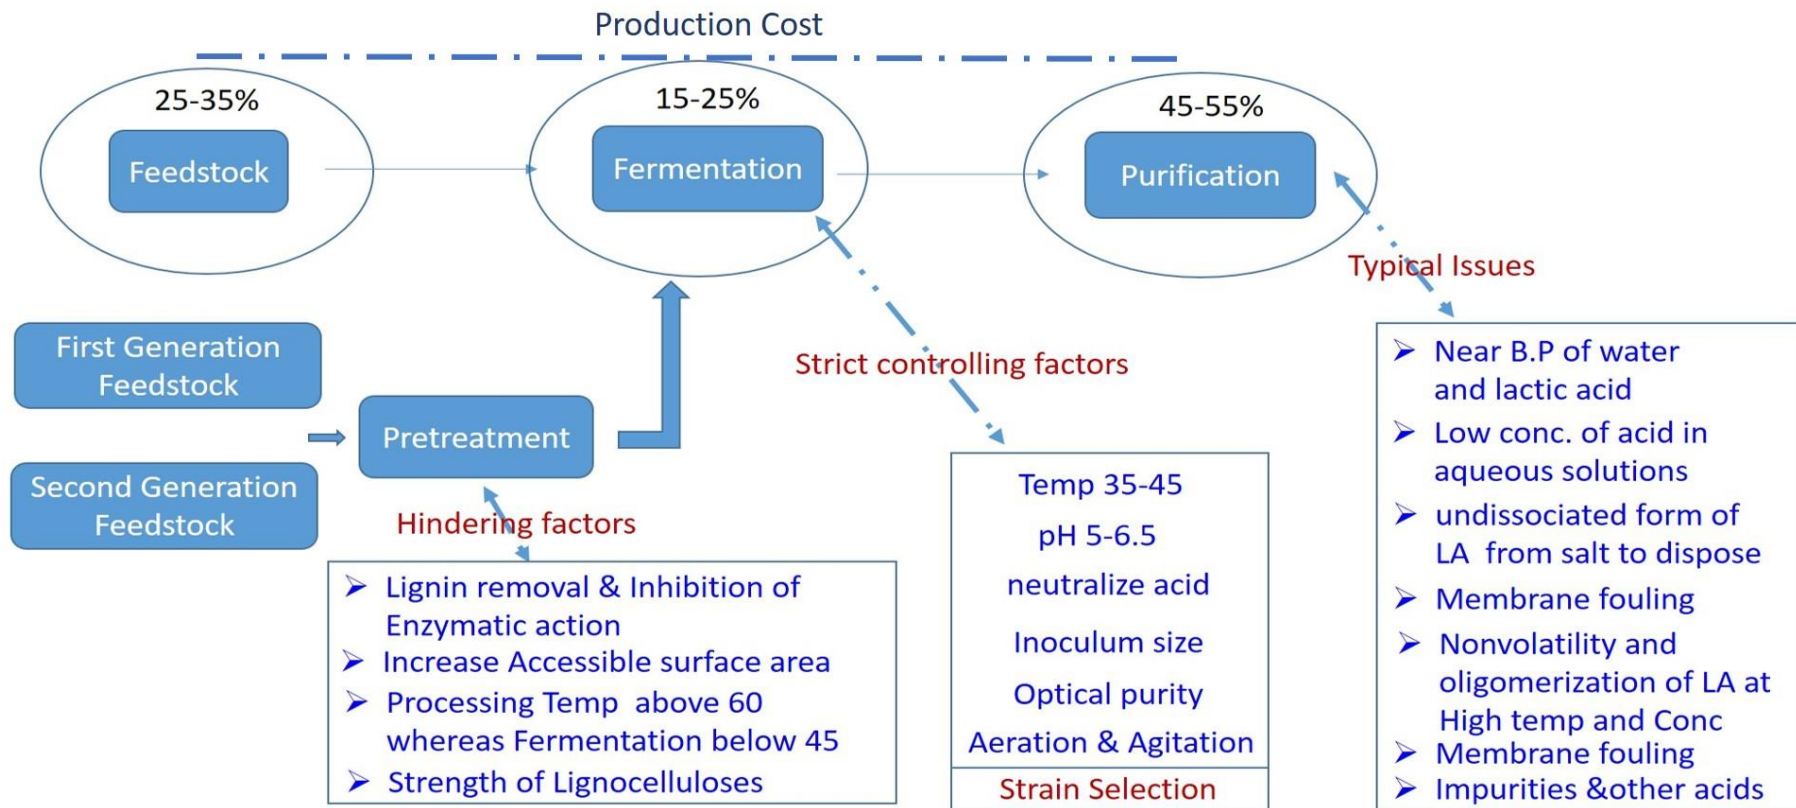 Production Cost
25-35%
Feedstock
15-25%
Fermentation
45-55%
Purification
Typical Issues
First Generation
Feedstock
Second Generation
Feedstock
Pretreatment
Strict controlling factors
Hindering factors
Lignin removal & Inhibition of
Enzymatic action
Increase Accessible surface area
Processing Temp above 60
whereas Fermentation below 45
Strength of Lignocelluloses
Temp 35-45
pH 5-6.5
neutralize acid
Inoculum size
Optical purity
Aeration & Agitation
Strain Selection
Near B.P of water
and lactic acid
Low conc. of acid in
aqueous solutions
undissociated form of
LA from salt to dispose
Membrane fouling
Nonvolatility and
oligomerization of LA at
High temp and Conc
Membrane fouling
Impurities &other acids